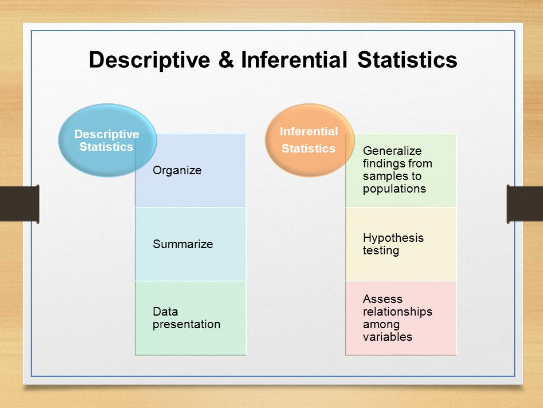 Descriptive & Inferential Statistics
Descriptive
Statistics
Organize
Summarize
Data
presentation
Inferential
Statistics
Generalize
findings from
samples to
populations
Hypothesis
testing
Assess
relationships
among
variables